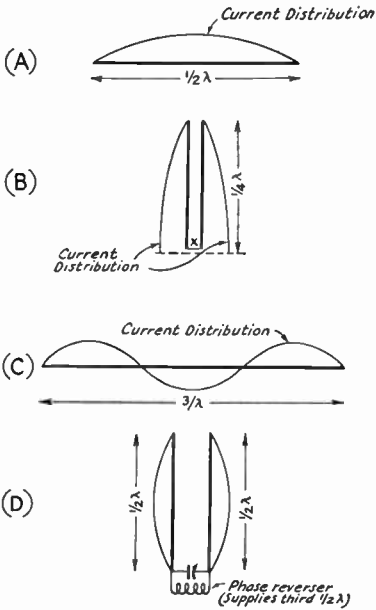 Current Distribution
(A)
1/2 λ
(B)
x
1/4 λ
Current
Distribution
Current Distribution
(C)
3/λ
(D)
1/2 λ
1/2 λ
Phase reverser
(Supplies third 1/2 λ)